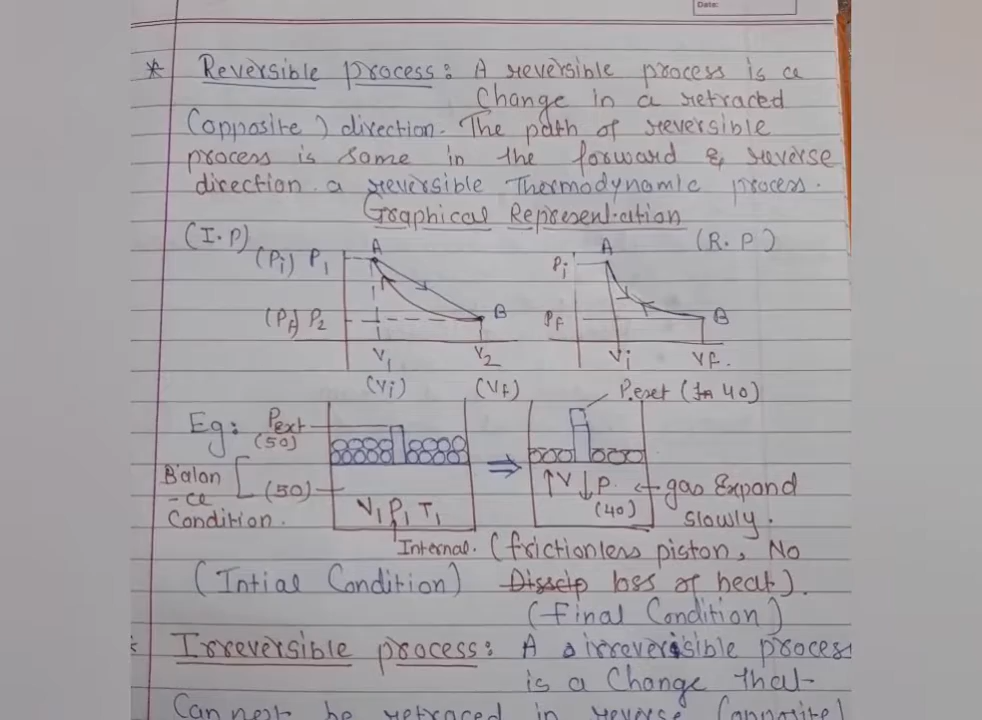 Date:
* Reversible process: A reversible process is a
Change in a retraced
(opposite) direction. The path of reversible
process is same in the forward & reverse
direction. a reversible Thermodynamic process.
Graphical Representation
(I.P) (R.P)
A A
(Pi) P1 Pi
(Pf) P2 B PF B
V1 V2 Vi VF.
(Vi) (Vf) P.ext (40)
Eg: Pext
(50)
Balan (50) ↑V ↓P. ← gas Expand
-ce (40) slowly.
Condition. V1 P1 T1
Internal. (frictionless piston, No
(Intial Condition) loss of heat).
(final Condition)
* Irreversible process: A irreversible process
is a Change that
Can not be retraced in reverse (opposite)